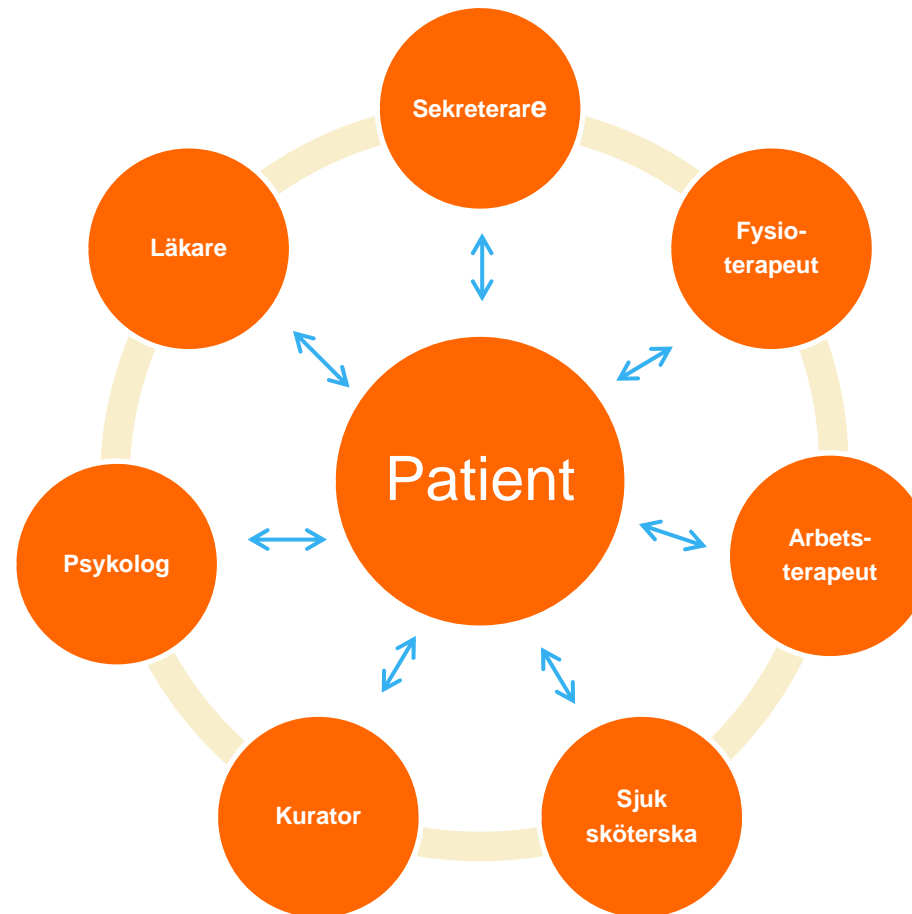 Sekreterare
Fysio-
terapeut
Läkare
Patient
Arbets-
terapeut
Psykolog
Kurator
Sjuk
sköterska